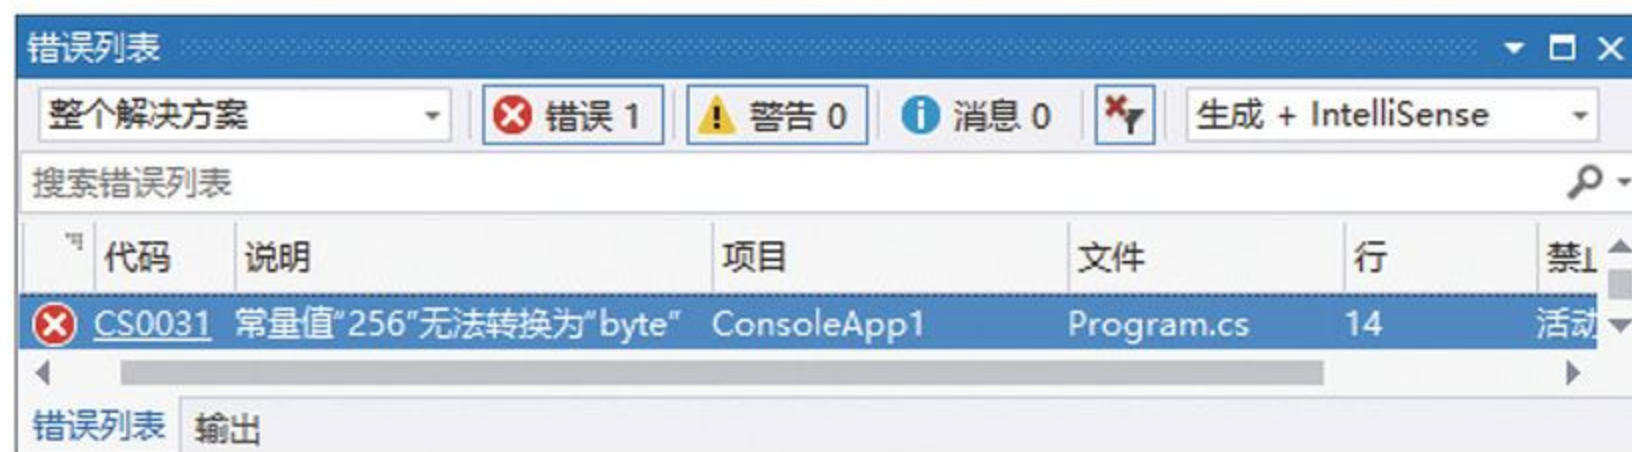 错误列表
整个解决方案 错误 1 警告 0 消息 0 生成 + IntelliSense
搜索错误列表
代码 说明 项目 文件 行
CS0031 常量值“256”无法转换为“byte” ConsoleApp1 Program.cs 14 活动
错误列表 输出